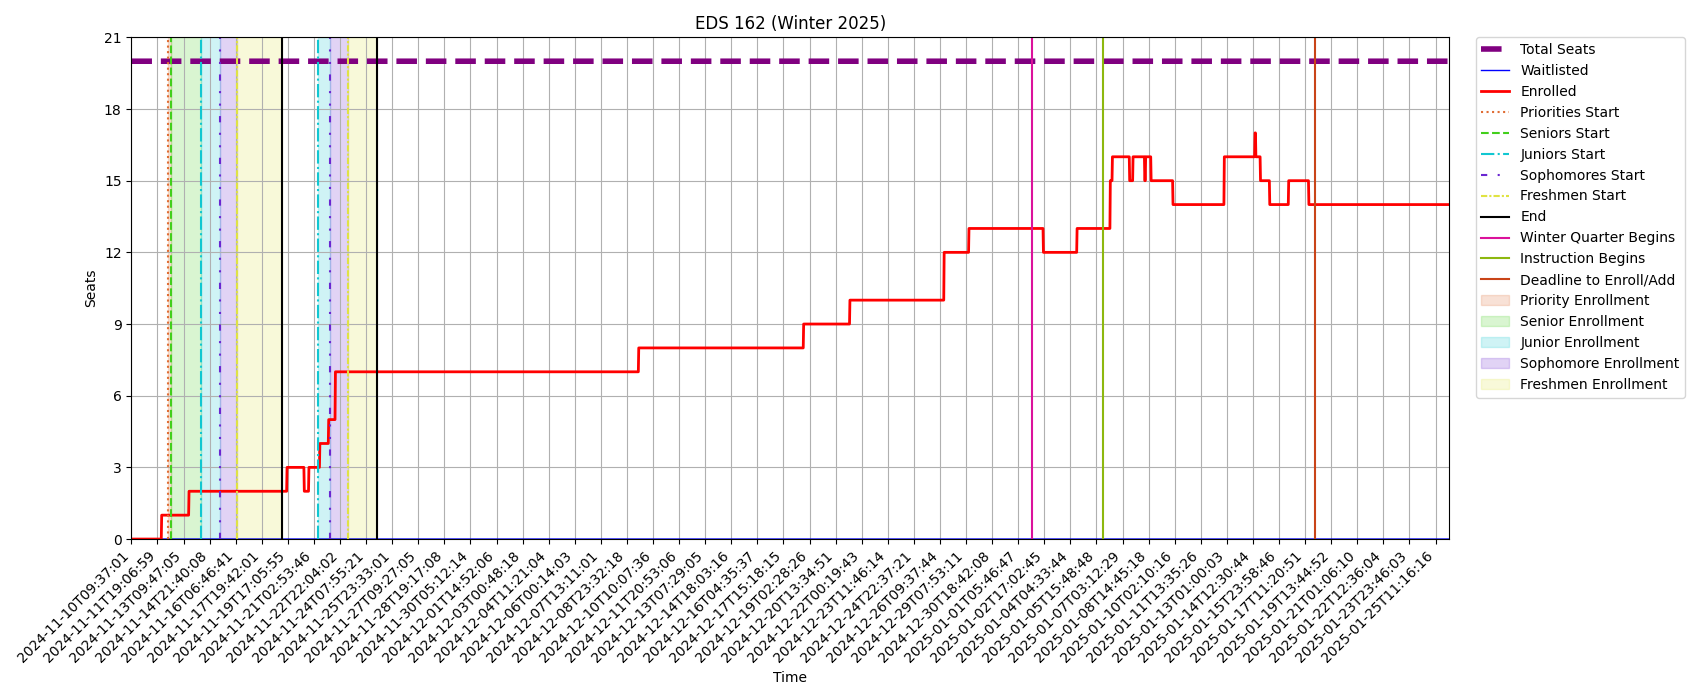 EDS 162 (Winter 2025)
21
18
15
12
9
6
3
0
Seats
2024-11-10T09:37:01
2024-11-11T19:06:59
2024-11-13T09:47:05
2024-11-14T21:40:08
2024-11-16T06:46:41
2024-11-17T19:42:01
2024-11-19T17:05:55
2024-11-21T02:53:46
2024-11-22T22:04:02
2024-11-24T07:55:21
2024-11-25T23:33:01
2024-11-27T09:27:05
2024-11-28T19:17:08
2024-11-30T05:12:14
2024-12-01T14:52:06
2024-12-03T00:48:18
2024-12-04T11:21:04
2024-12-06T00:14:03
2024-12-07T13:11:01
2024-12-08T23:32:18
2024-12-10T10:07:36
2024-12-11T20:53:06
2024-12-13T07:29:05
2024-12-14T18:03:16
2024-12-16T04:35:37
2024-12-17T15:18:15
2024-12-19T02:28:26
2024-12-20T13:34:51
2024-12-22T00:19:43
2024-12-23T11:46:14
2024-12-24T22:37:21
2024-12-26T09:37:44
2024-12-29T07:53:11
2024-12-30T18:42:08
2025-01-01T05:46:47
2025-01-02T17:02:45
2025-01-04T04:33:44
2025-01-05T15:48:48
2025-01-07T03:12:29
2025-01-08T14:45:18
2025-01-10T02:10:16
2025-01-11T13:35:26
2025-01-13T01:00:03
2025-01-14T12:30:44
2025-01-15T23:58:46
2025-01-17T11:20:51
2025-01-19T13:44:52
2025-01-21T01:06:10
2025-01-22T12:36:04
2025-01-23T23:46:03
2025-01-25T11:16:10
Time
Total Seats
Waitlisted
Enrolled
Priorities Start
Seniors Start
Juniors Start
Sophomores Start
Freshmen Start
End
Winter Quarter Begins
Instruction Begins
Deadline to Enroll/Add
Priority Enrollment
Senior Enrollment
Junior Enrollment
Sophomore Enrollment
Freshmen Enrollment